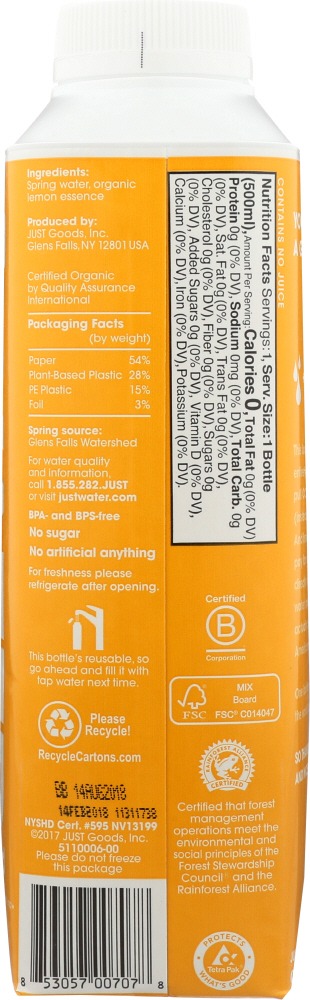 Ingredients:
Spring water, organic
lemon essence
Produced by:
JUST Goods, Inc.
Glens Falls, NY 12801 USA
Certified Organic
by Quality Assurance
International
Packaging Facts
(by weight)
Paper 54%
Plant-Based Plastic 28%
PE Plastic 15%
Foil 3%
Spring source:
Glens Falls Watershed
For water quality
and information,
call 1.855.282.JUST
or visit justwater.com
BPA- and BPS-free
No sugar
No artificial anything
For freshness please
refrigerate after opening.
This bottle's reusable, so
go ahead and fill it with
tap water next time.
Please
Recycle!
RecycleCartons.com
BB 14AUG2018
14FEB2018 11311738
NYSHD Cert. #595 NV13199
©2017 JUST Goods, Inc.
5110006-00
Please do not freeze
this package
8 53057 00707 8
CONTAINS NO JUICE
Nutrition Facts Servings: 1, Serv. Size: 1 Bottle
(500ml), Amount Per Serving: Calories 0, Total Fat 0g (0% DV)
(0% DV), Sat. Fat 0g (0% DV), Trans Fat 0g (0% DV),
Cholesterol 0g (0% DV), Fiber 0g (0% DV), Sugars 0g
Protein 0g (0% DV), Sodium 0mg (0% DV), Total Carb. 0g
(0% DV), Added Sugars 0g (0% DV), Vitamin D (0% DV),
Calcium (0% DV), Iron (0% DV), Potassium (0% DV).
Certified
B
Corporation
FSC
MIX
Board
FSC® C014047
RAINFOREST ALLIANCE
CERTIFIED
Certified that forest
management
operations meet the
environmental and
social principles of the
Forest Stewardship
Council and the
Rainforest Alliance.
PROTECTS
Tetra Pak
WHAT'S GOOD